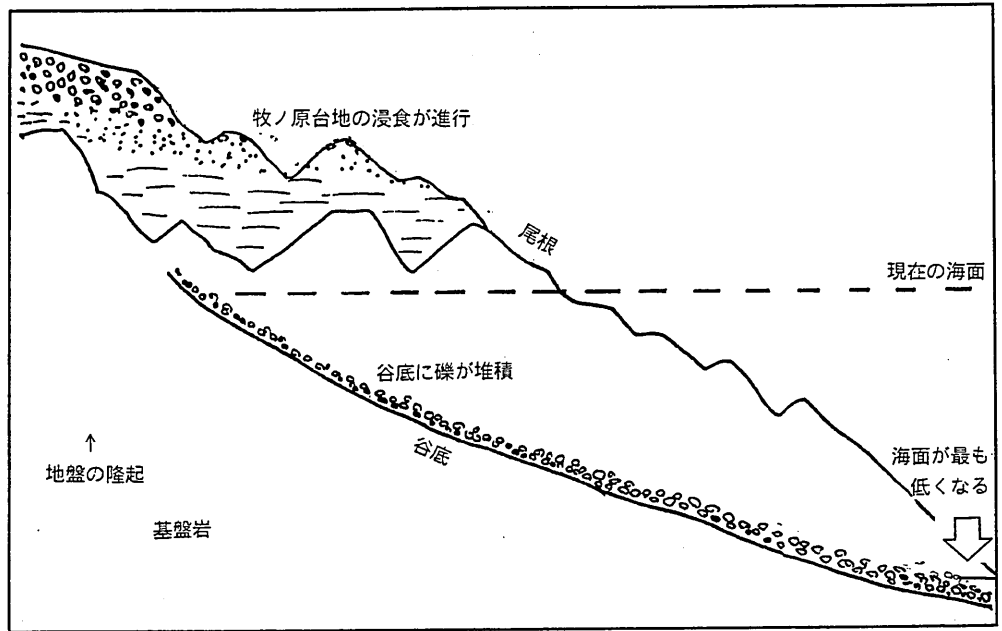 牧ノ原台地の浸食が進行
尾根
現在の海面
谷底に礫が堆積
谷底
海面が最も
低くなる
↑
地盤の隆起
基盤岩